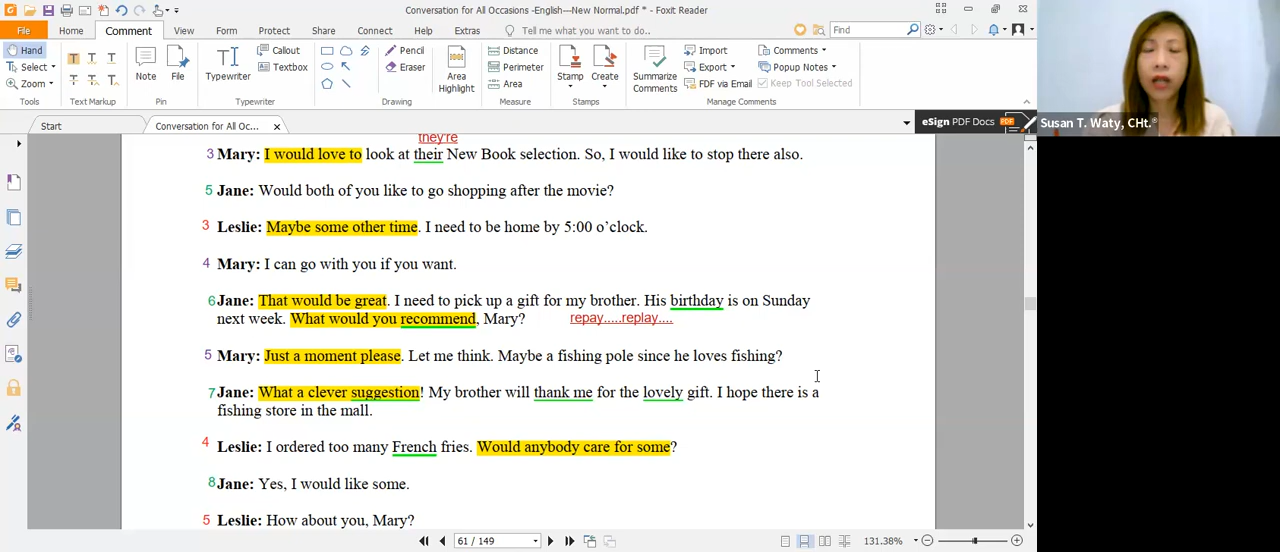 Conversation for All Occasions -English---New Normal.pdf * - Foxit Reader
File Home Comment View Form Protect Share Connect Help Extras Tell me what you want to do.. Find
Hand
Select
Zoom
Tools
Text Markup
Note
File
Pin
Typewriter
Callout
Textbox
Typewriter
Pencil
Eraser
Drawing
Area Highlight
Distance
Perimeter
Area
Measure
Stamp
Create
Stamps
Summarize Comments
Import
Export
FDF via Email
Comments
Popup Notes
Keep Tool Selected
Manage Comments
Start Conversation for All Oc...
eSign PDF Docs
Susan T. Waty, CHt.®
they're
3 Mary: I would love to look at their New Book selection. So, I would like to stop there also.
5 Jane: Would both of you like to go shopping after the movie?
3 Leslie: Maybe some other time. I need to be home by 5:00 o’clock.
4 Mary: I can go with you if you want.
6 Jane: That would be great. I need to pick up a gift for my brother. His birthday is on Sunday
next week. What would you recommend, Mary? repay.....replay....
5 Mary: Just a moment please. Let me think. Maybe a fishing pole since he loves fishing?
7 Jane: What a clever suggestion! My brother will thank me for the lovely gift. I hope there is a
fishing store in the mall.
4 Leslie: I ordered too many French fries. Would anybody care for some?
8 Jane: Yes, I would like some.
5 Leslie: How about you, Mary?
61 / 149
131.38%